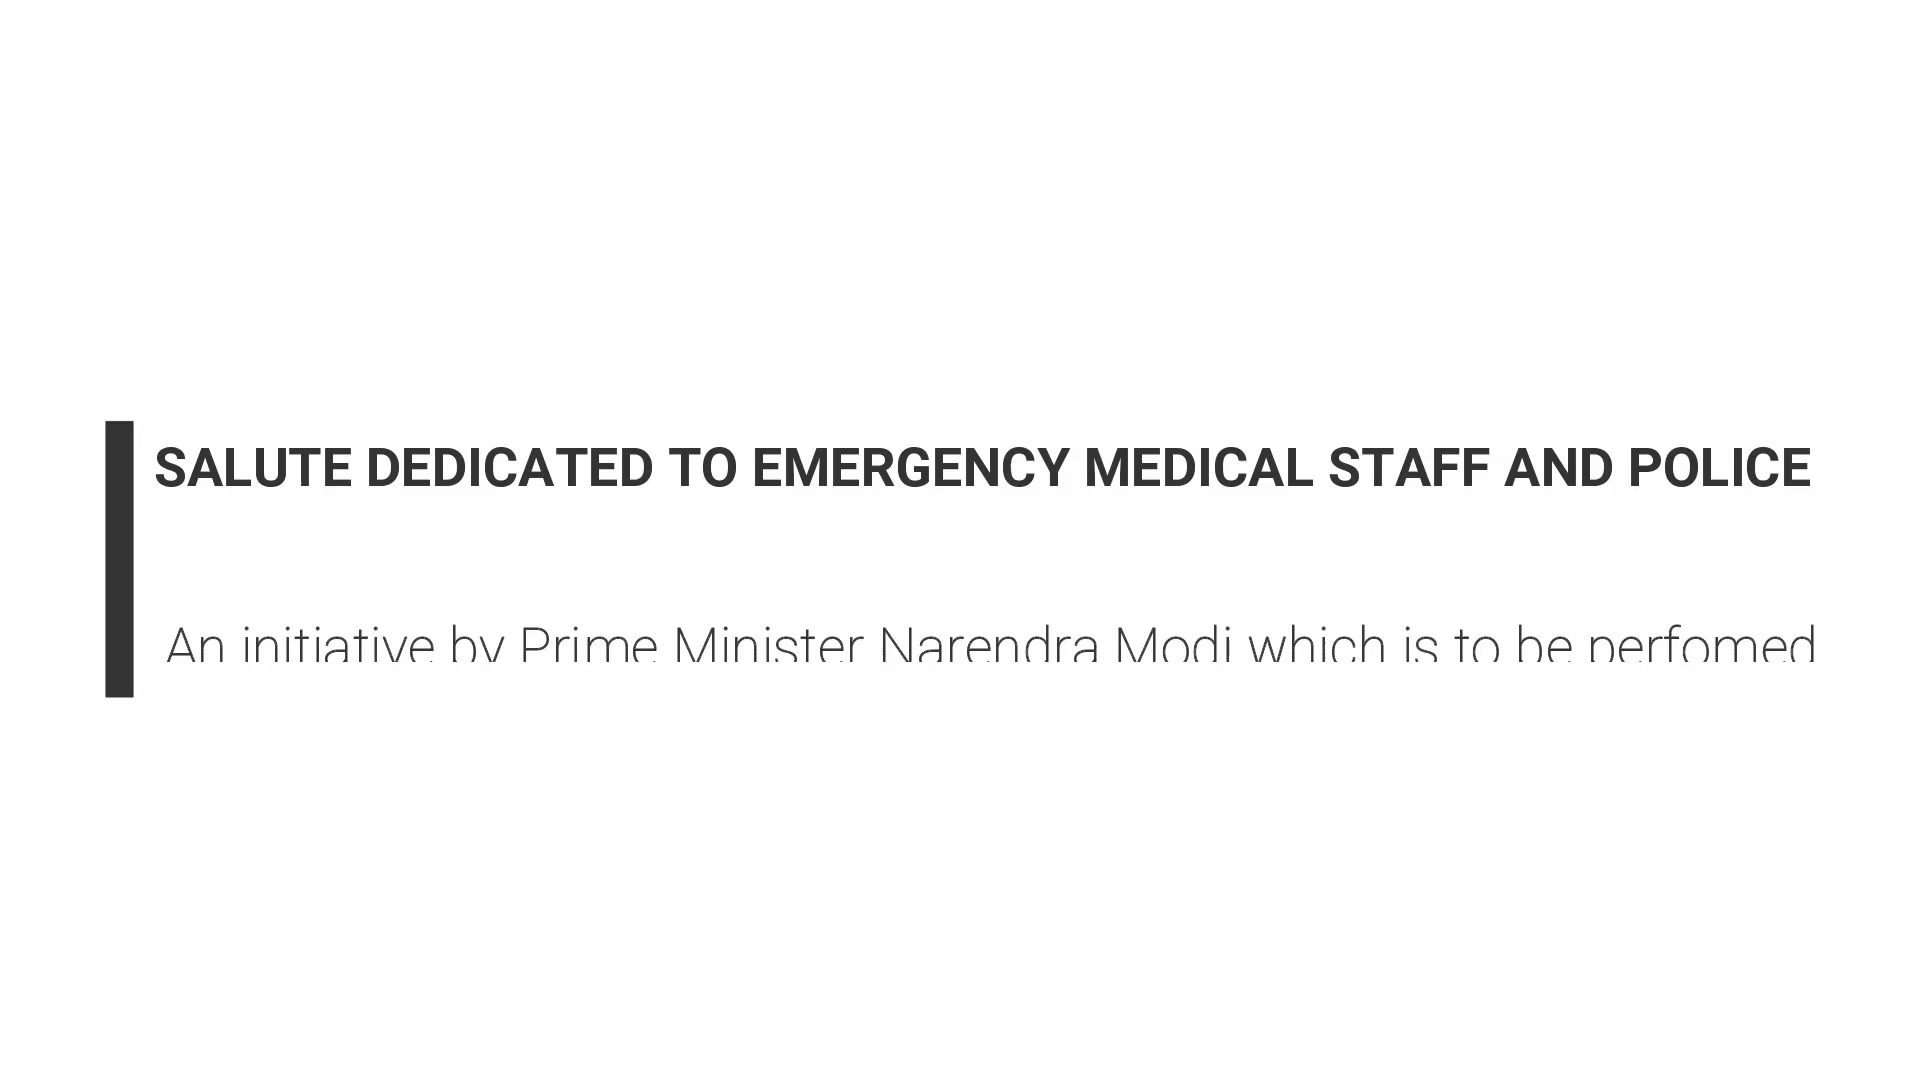 SALUTE DEDICATED TO EMERGENCY MEDICAL STAFF AND POLICE
An initiative by Prime Minister Narendra Modi which is to be perfomed